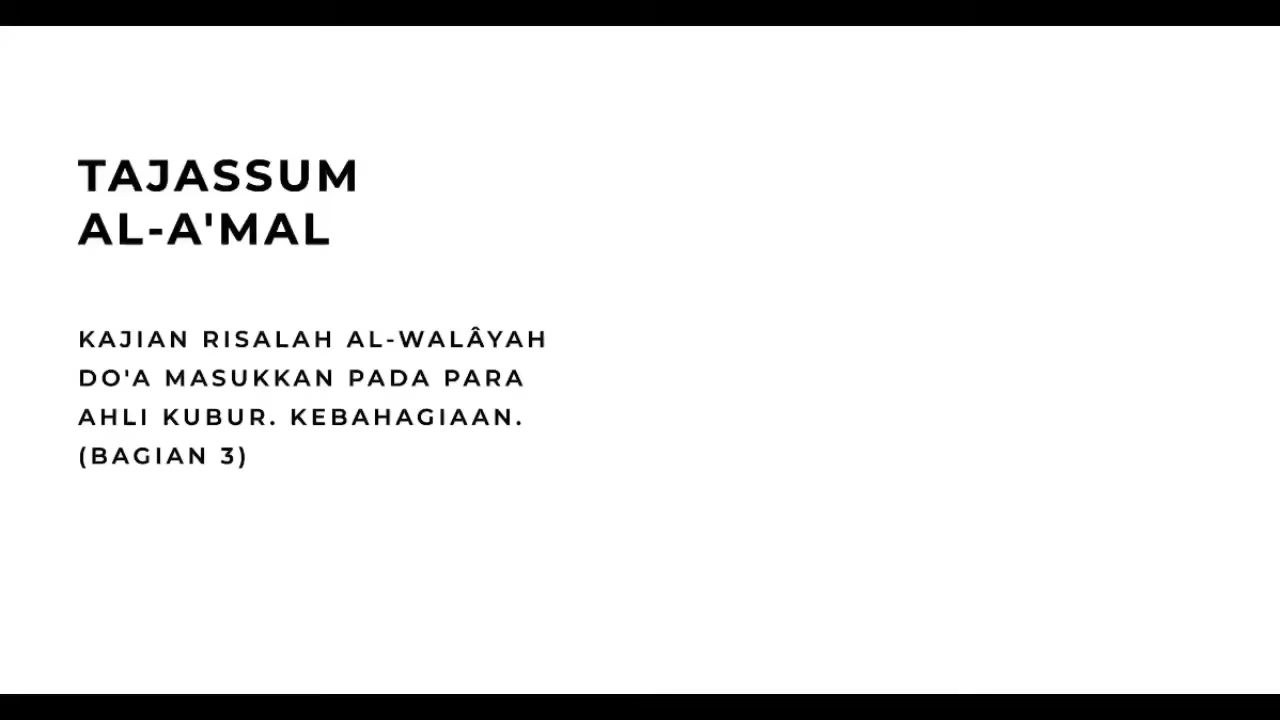 TAJASSUM
AL-A'MAL
KAJIAN RISALAH AL-WALÂYAH
DO'A MASUKKAN PADA PARA
AHLI KUBUR. KEBAHAGIAAN.
(BAGIAN 3)